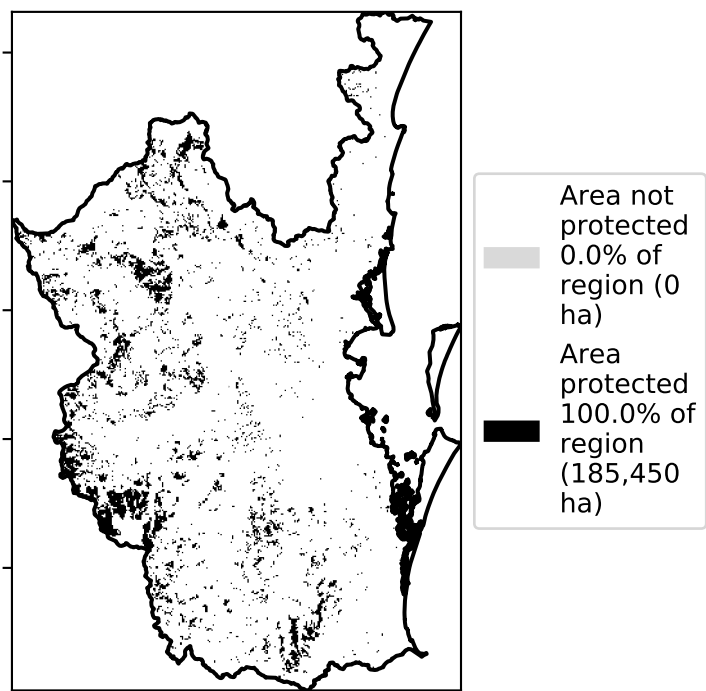 Area not
protected
0.0% of
region (0
ha)
Area
protected
100.0% of
region
(185,450
ha)